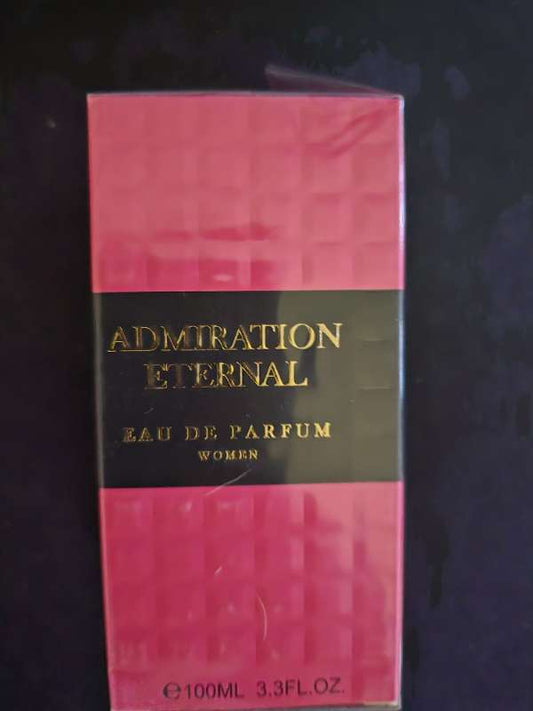 ADMIRATION
ETERNAL
EAU DE PARFUM
WOMEN
℮100ML 3.3FL.OZ.